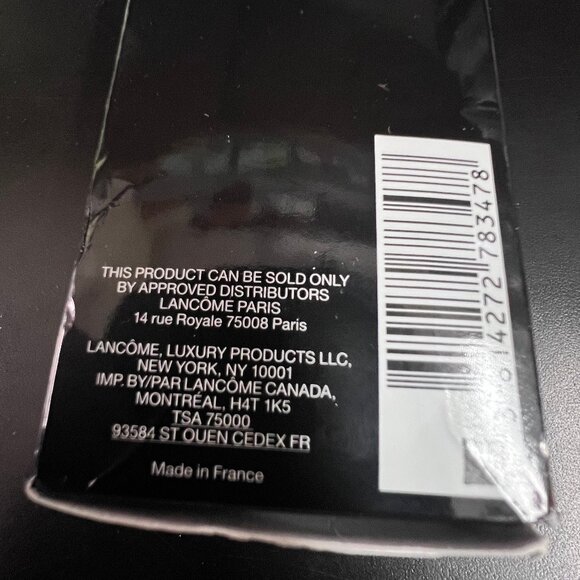 THIS PRODUCT CAN BE SOLD ONLY
BY APPROVED DISTRIBUTORS
LANCÔME PARIS
14 rue Royale 75008 Paris
LANCÔME, LUXURY PRODUCTS LLC,
NEW YORK, NY 10001
IMP. BY/PAR LANCÔME CANADA,
MONTRÉAL, H4T 1K5
TSA 75000
93584 ST OUEN CEDEX FR
Made in France
614272 783478